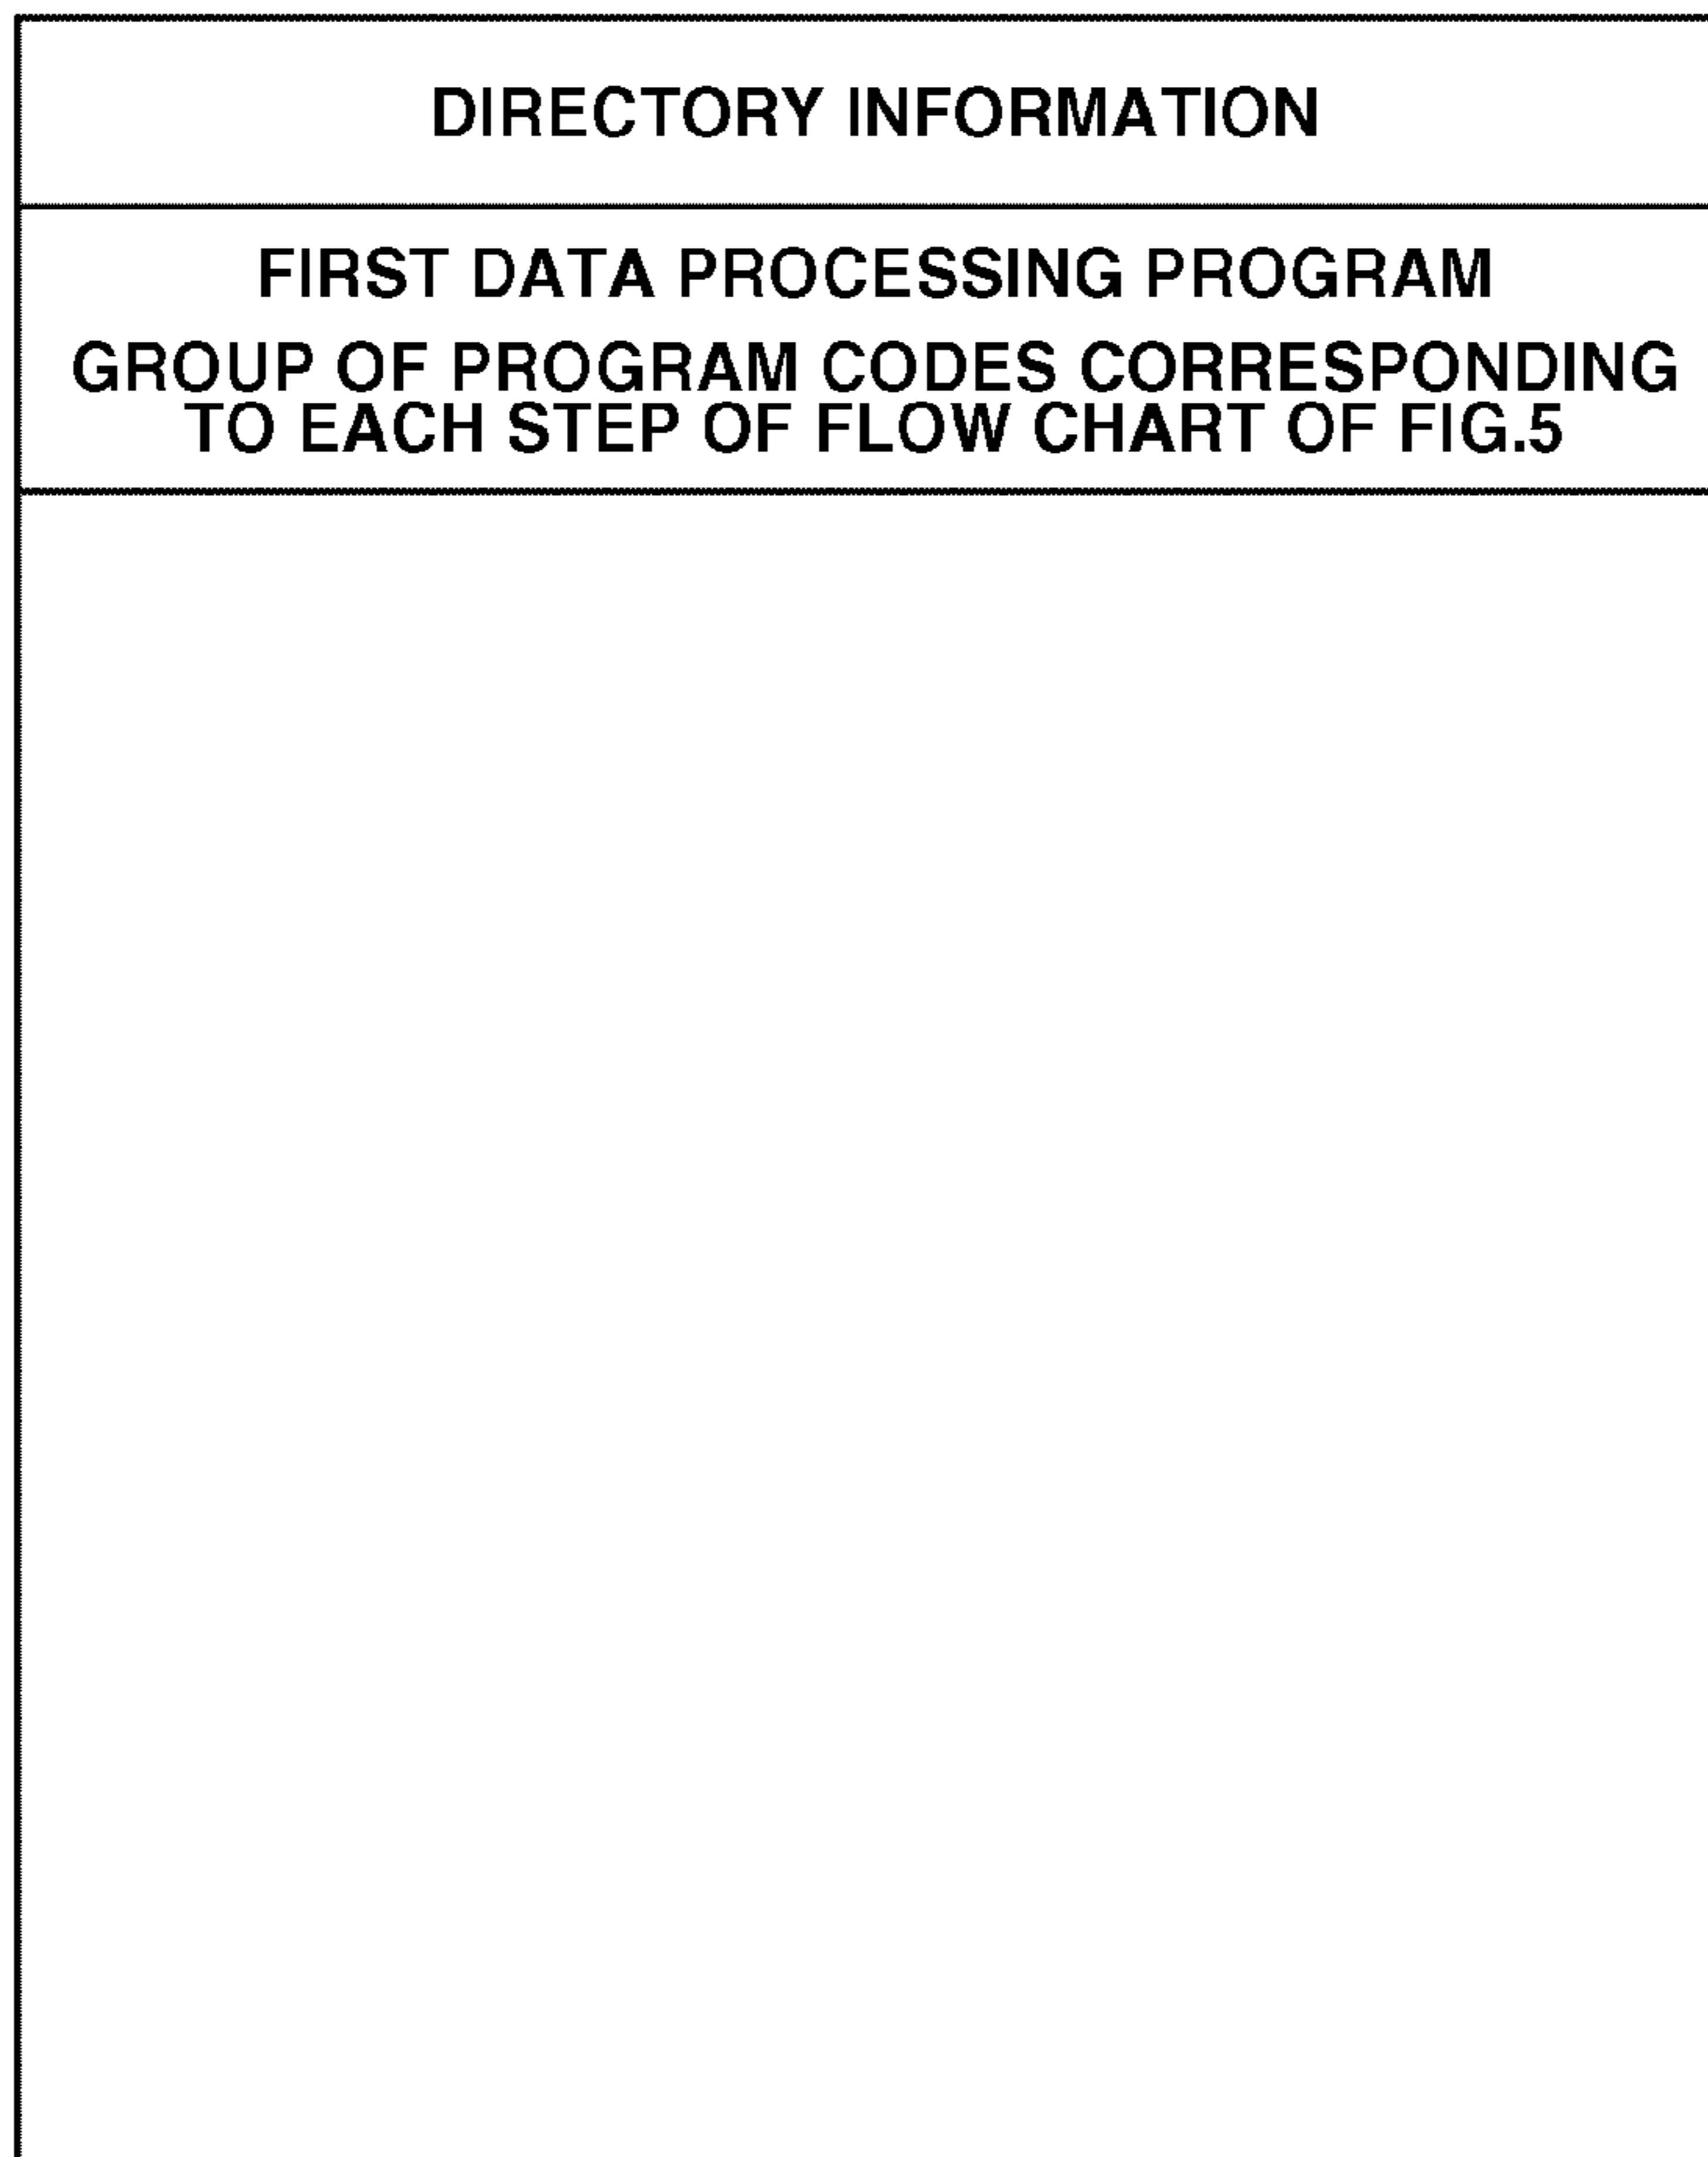 DIRECTORY INFORMATION
FIRST DATA PROCESSING PROGRAM
GROUP OF PROGRAM CODES CORRESPONDING
TO EACH STEP OF FLOW CHART OF FIG.5